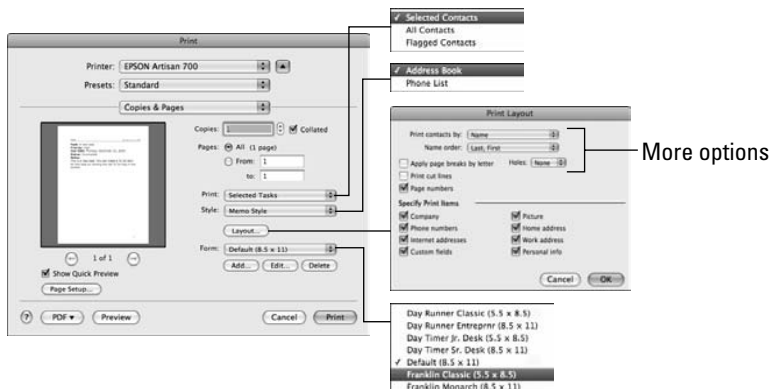 Print
Printer: EPSON Artisan 700
Presets: Standard
Copies & Pages
Copies: 1 Collated
Pages: All (1 page)
From: 1
to: 1
Print: Selected Tasks
Style: Memo Style
Layout...
Form: Default (8.5 x 11)
Add... Edit... Delete
1 of 1
Show Quick Preview
Page Setup...
? PDF Preview Cancel Print
✓ Selected Contacts
All Contacts
Flagged Contacts
✓ Address Book
Phone List
Print Layout
Print contacts by: Name
Name order: Last, First
Apply page breaks by letter Holes: None
Print cut lines
Page numbers
Specify Print Items
Company Picture
Phone numbers Home address
Internet addresses Work address
Custom fields Personal info
Cancel OK
More options
Day Runner Classic (5.5 x 8.5)
Day Runner Entreprnr (8.5 x 11)
Day Timer Jr. Desk (5.5 x 8.5)
Day Timer Sr. Desk (8.5 x 11)
✓ Default (8.5 x 11)
Franklin Classic (5.5 x 8.5)
Franklin Monarch (8.5 x 11)